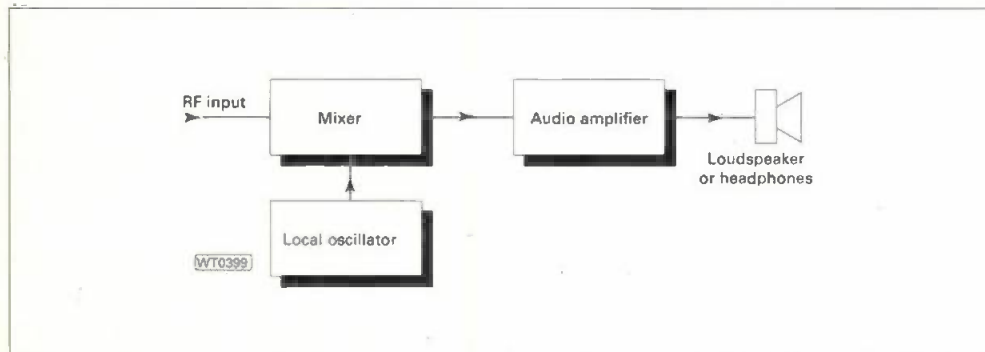 RF input
Mixer
Audio amplifier
Loudspeaker
or headphones
Local oscillator
WT0399